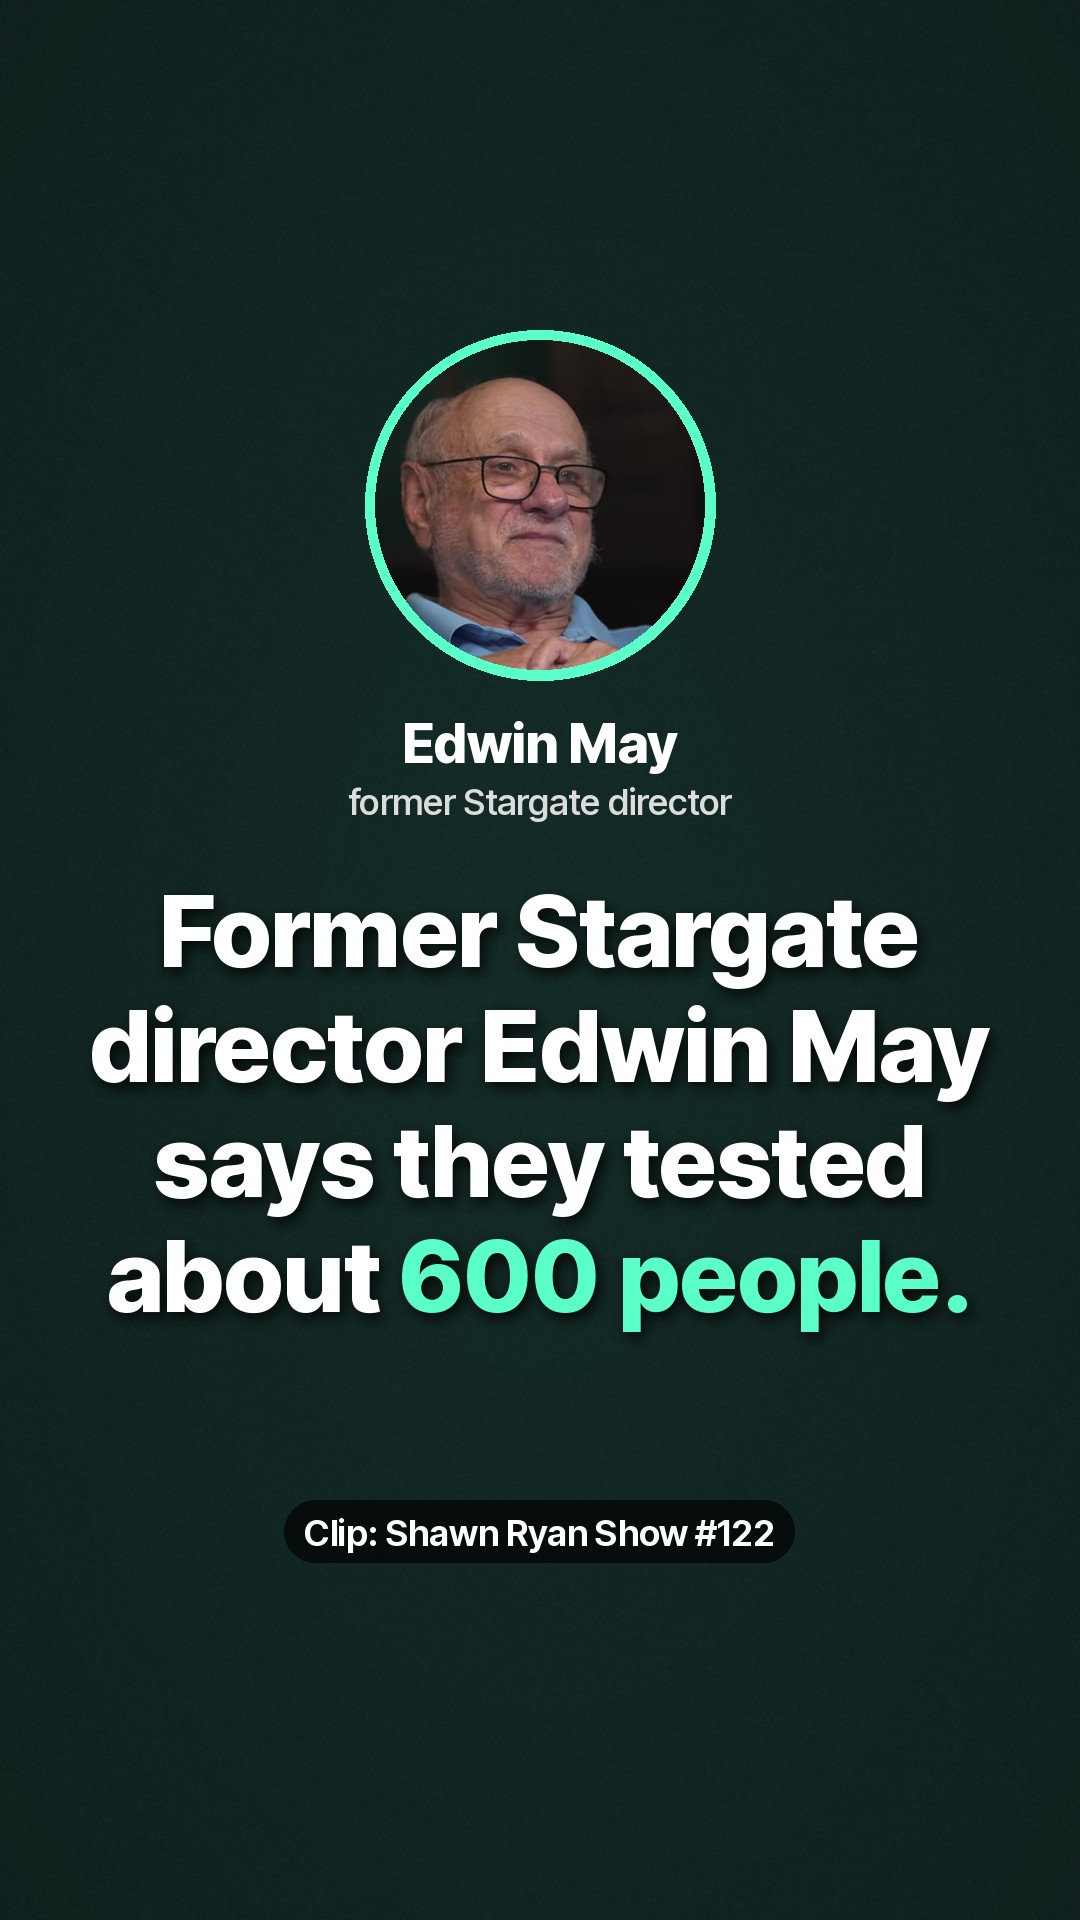 Edwin May
former Stargate director
Former Stargate
director Edwin May
says they tested
about 600 people.
Clip: Shawn Ryan Show #122